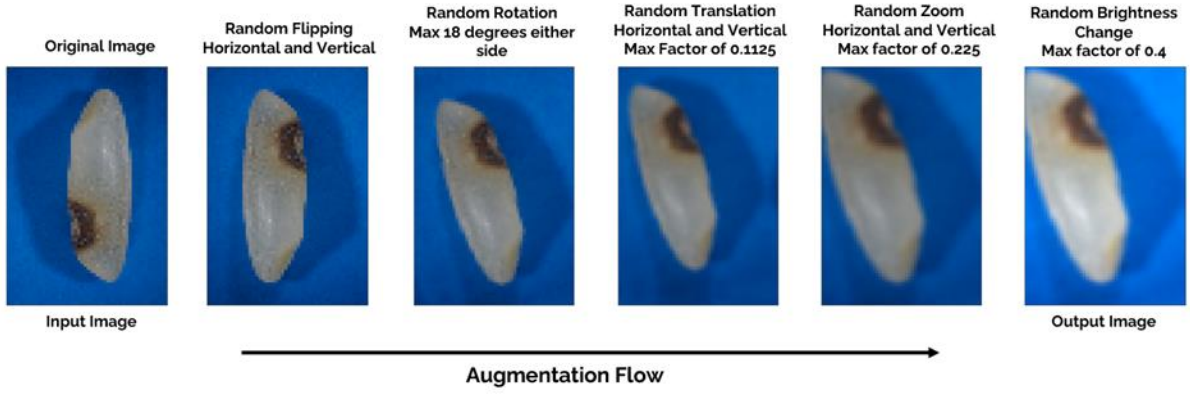 Original Image
Random Flipping
Horizontal and Vertical
Random Rotation
Max 18 degrees either
side
Random Translation
Horizontal and Vertical
Max Factor of 0.1125
Random Zoom
Horizontal and Vertical
Max factor of 0.225
Random Brightness
Change
Max factor of 0.4
Input Image
Output Image
Augmentation Flow